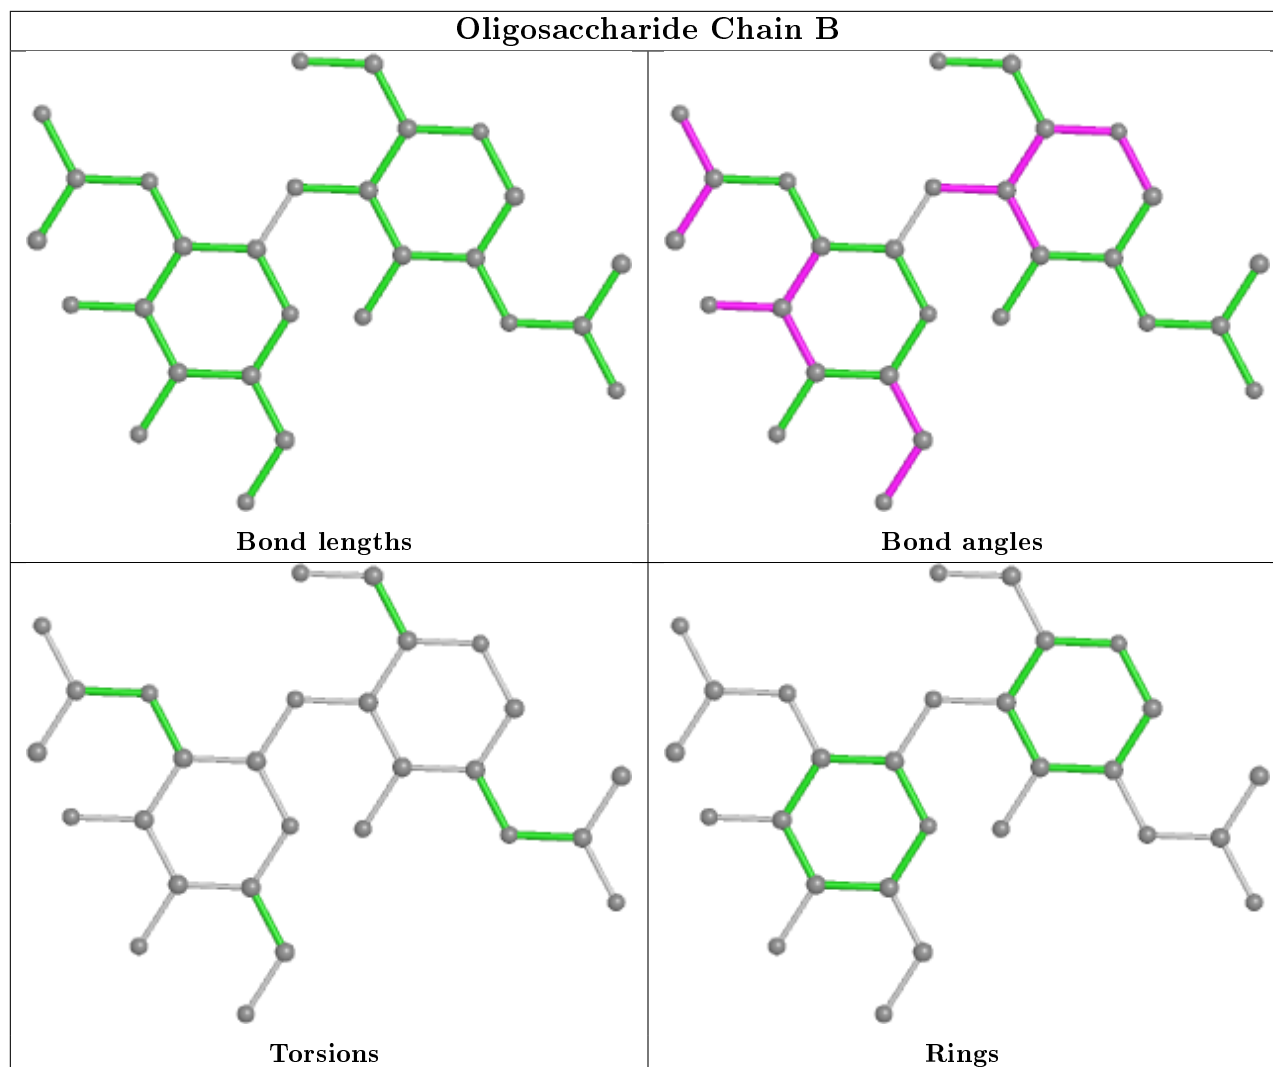 Oligosaccharide Chain B
Bond lengths
Bond angles
Torsions
Rings